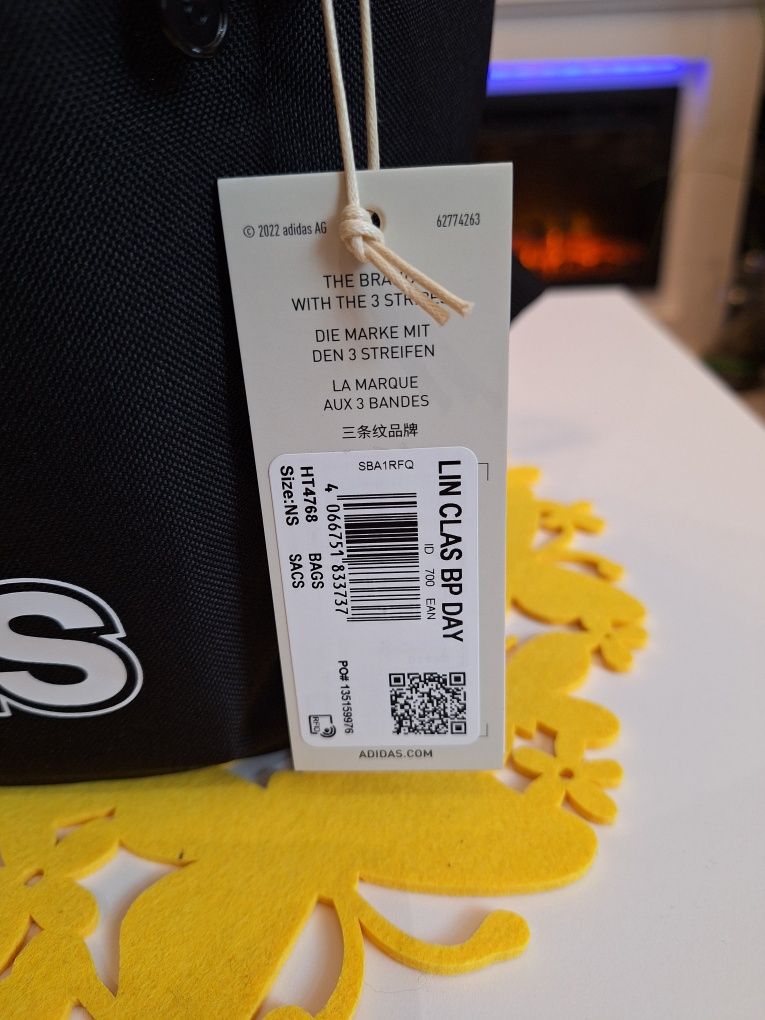 © 2022 adidas AG
62774263
THE BRAND
WITH THE 3 STRIPES
DIE MARKE MIT
DEN 3 STREIFEN
LA MARQUE
AUX 3 BANDES
三条纹品牌
SBA1RFQ
LIN CLAS BP DAY
ID 700 EAN
4 066751 833737
HT4768 BAGS
Size:NS SACS
PO# 135159976
RFID
ADIDAS.COM
S